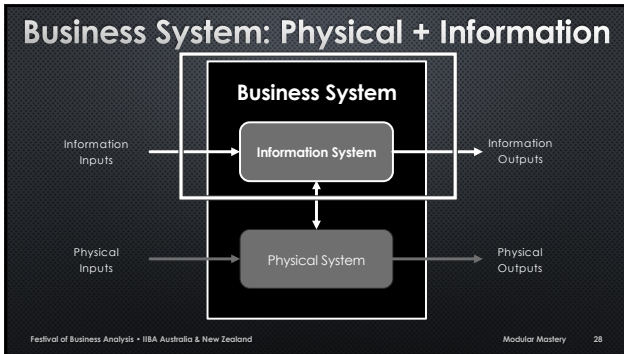 Business System: Physical + Information
Business System
Information
Inputs
Information System
Information
Outputs
Physical
Inputs
Physical System
Physical
Outputs
Festival of Business Analysis • IIBA Australia & New Zealand
Modular Mastery
28